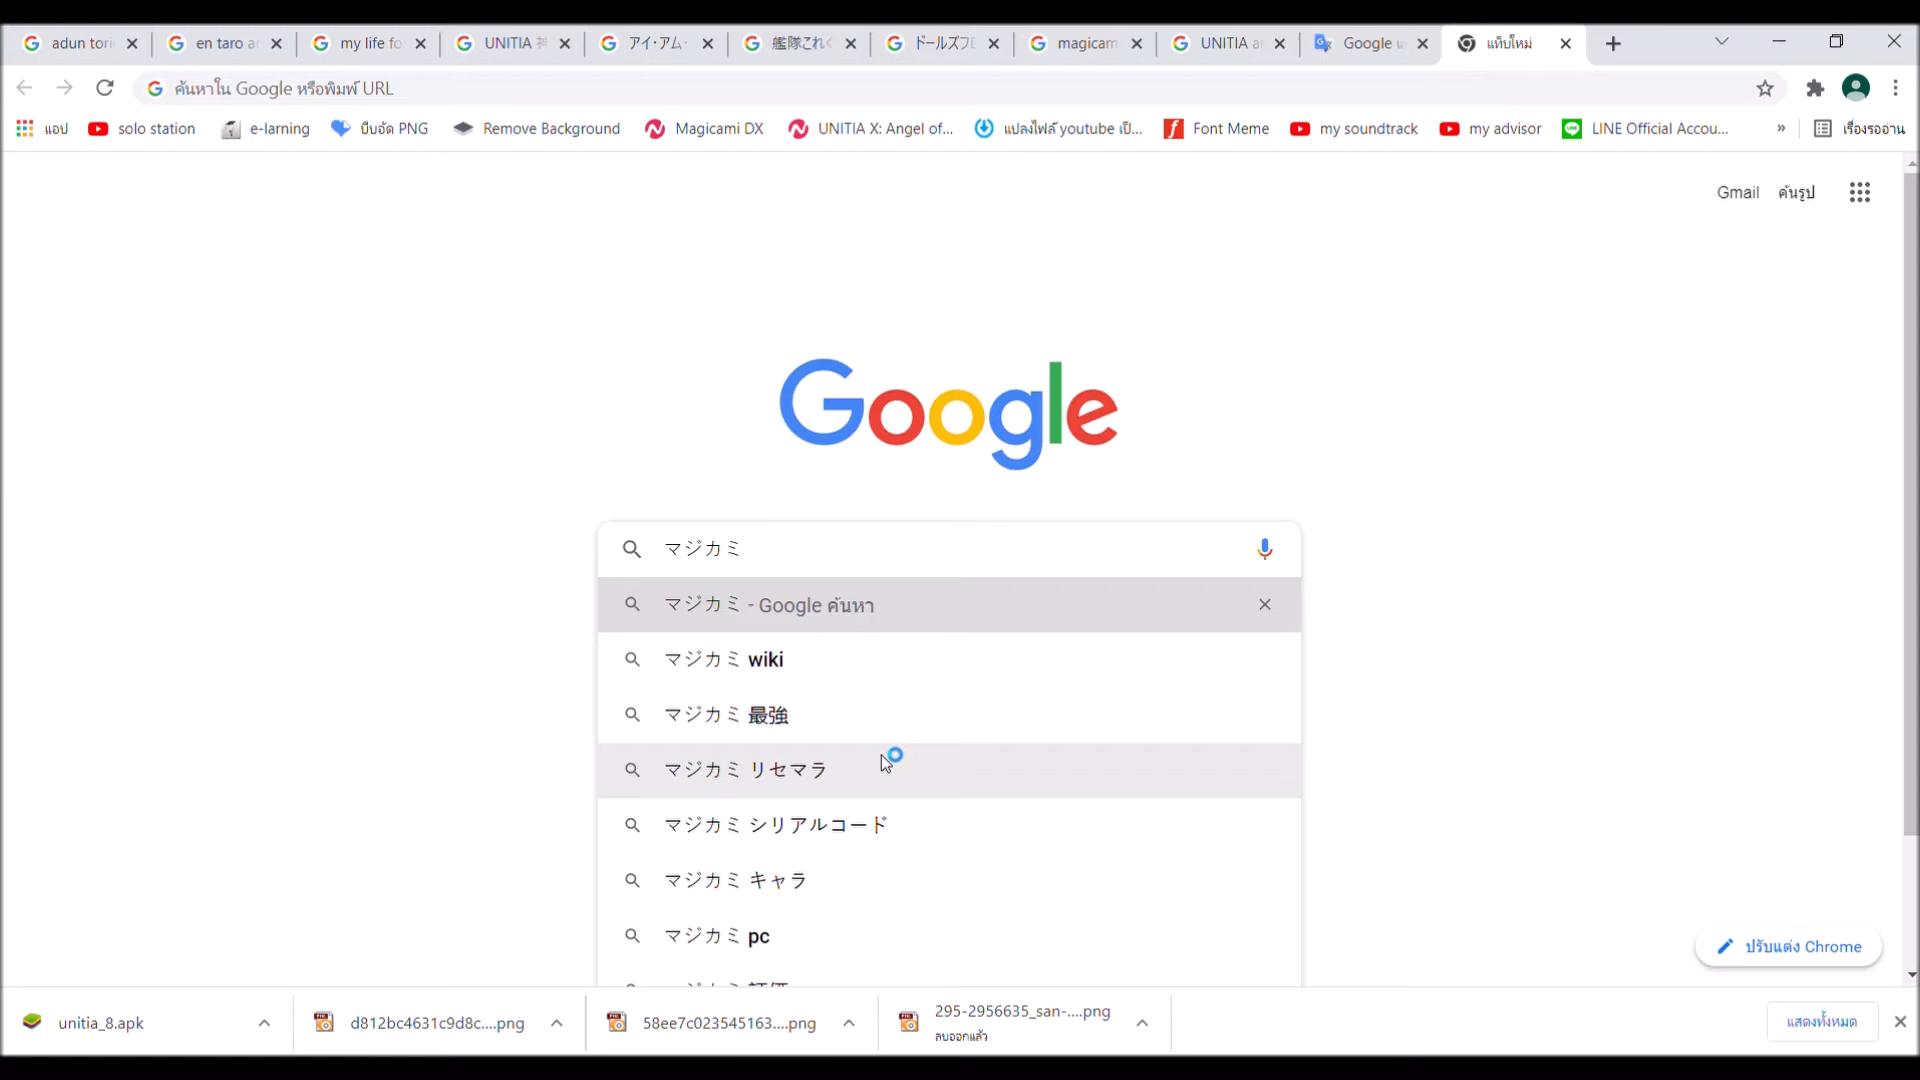 adun tori
en taro a
my life fo
UNITIA 神
アイ・アム・
艦隊これく
ドールズフロ
magicam
UNITIA a
Google แ
แท็บใหม่
ค้นหาใน Google หรือพิมพ์ URL
แอป
solo station
e-larning
บีบอัด PNG
Remove Background
Magicami DX
UNITIA X: Angel of...
แปลงไฟล์ youtube เป็...
Font Meme
my soundtrack
my advisor
LINE Official Accou...
»
เรื่องรออ่าน
Gmail
ค้นรูป
Google
マジカミ
マジカミ - Google ค้นหา
マジカミ wiki
マジカミ 最強
マジカミ リセマラ
マジカミ シリアルコード
マジカミ キャラ
マジカミ pc
ปรับแต่ง Chrome
unitia_8.apk
d812bc4631c9d8c....png
58ee7c023545163....png
295-2956635_san-....png
ลบออกแล้ว
แสดงทั้งหมด